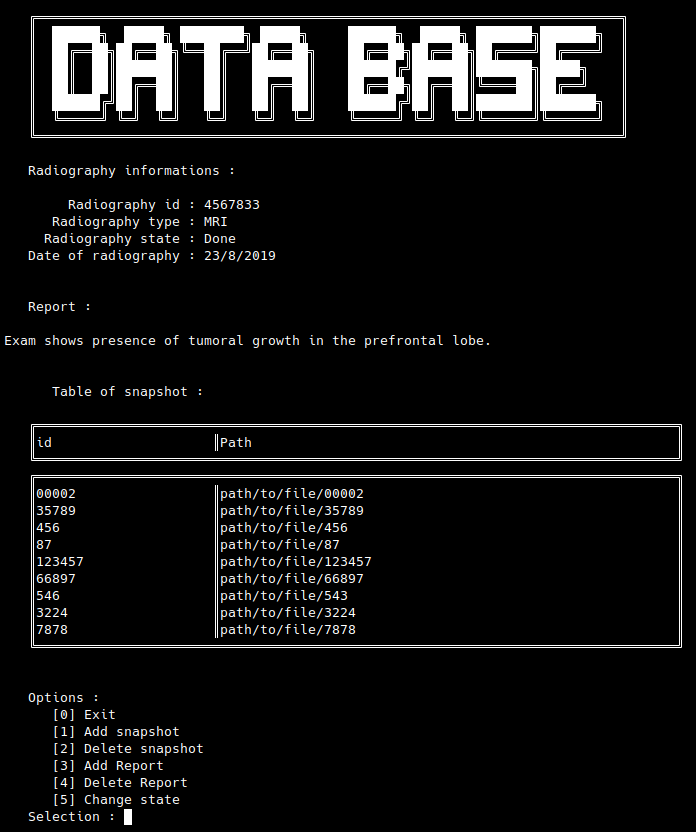 DATA BASE
Radiography informations :
Radiography id : 4567833
Radiography type : MRI
Radiography state : Done
Date of radiography : 23/8/2019
Report :
Exam shows presence of tumoral growth in the prefrontal lobe.
Table of snapshot :
id Path
00002 path/to/file/00002
35789 path/to/file/35789
456 path/to/file/456
87 path/to/file/87
123457 path/to/file/123457
66897 path/to/file/66897
546 path/to/file/543
3224 path/to/file/3224
7878 path/to/file/7878
Options :
[0] Exit
[1] Add snapshot
[2] Delete snapshot
[3] Add Report
[4] Delete Report
[5] Change state
Selection :